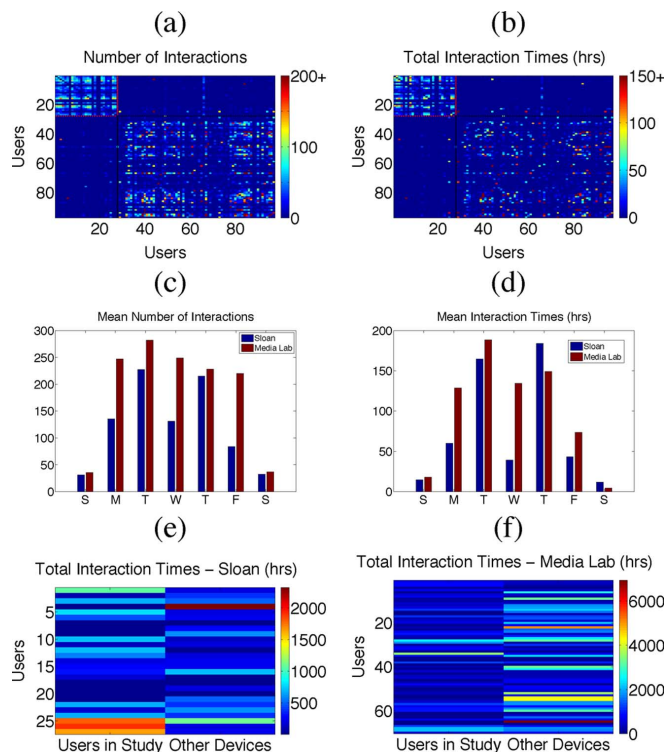 (a)
(b)
Number of Interactions
Total Interaction Times (hrs)
200+
100
0
150+
100
50
0
20
40
60
80
Users
20 40 60 80
Users
20
40
60
80
Users
20 40 60 80
Users
(c)
(d)
Mean Number of Interactions
Mean Interaction Times (hrs)
300
250
200
150
100
50
0
S M T W T F S
Sloan
Media Lab
200
150
100
50
0
S M T W T F S
Sloan
Media Lab
(e)
(f)
Total Interaction Times – Sloan (hrs)
Total Interaction Times – Media Lab (hrs)
5
10
15
20
25
Users
Users in Study Other Devices
2000
1500
1000
500
20
40
60
Users
Users in Study Other Devices
6000
4000
2000